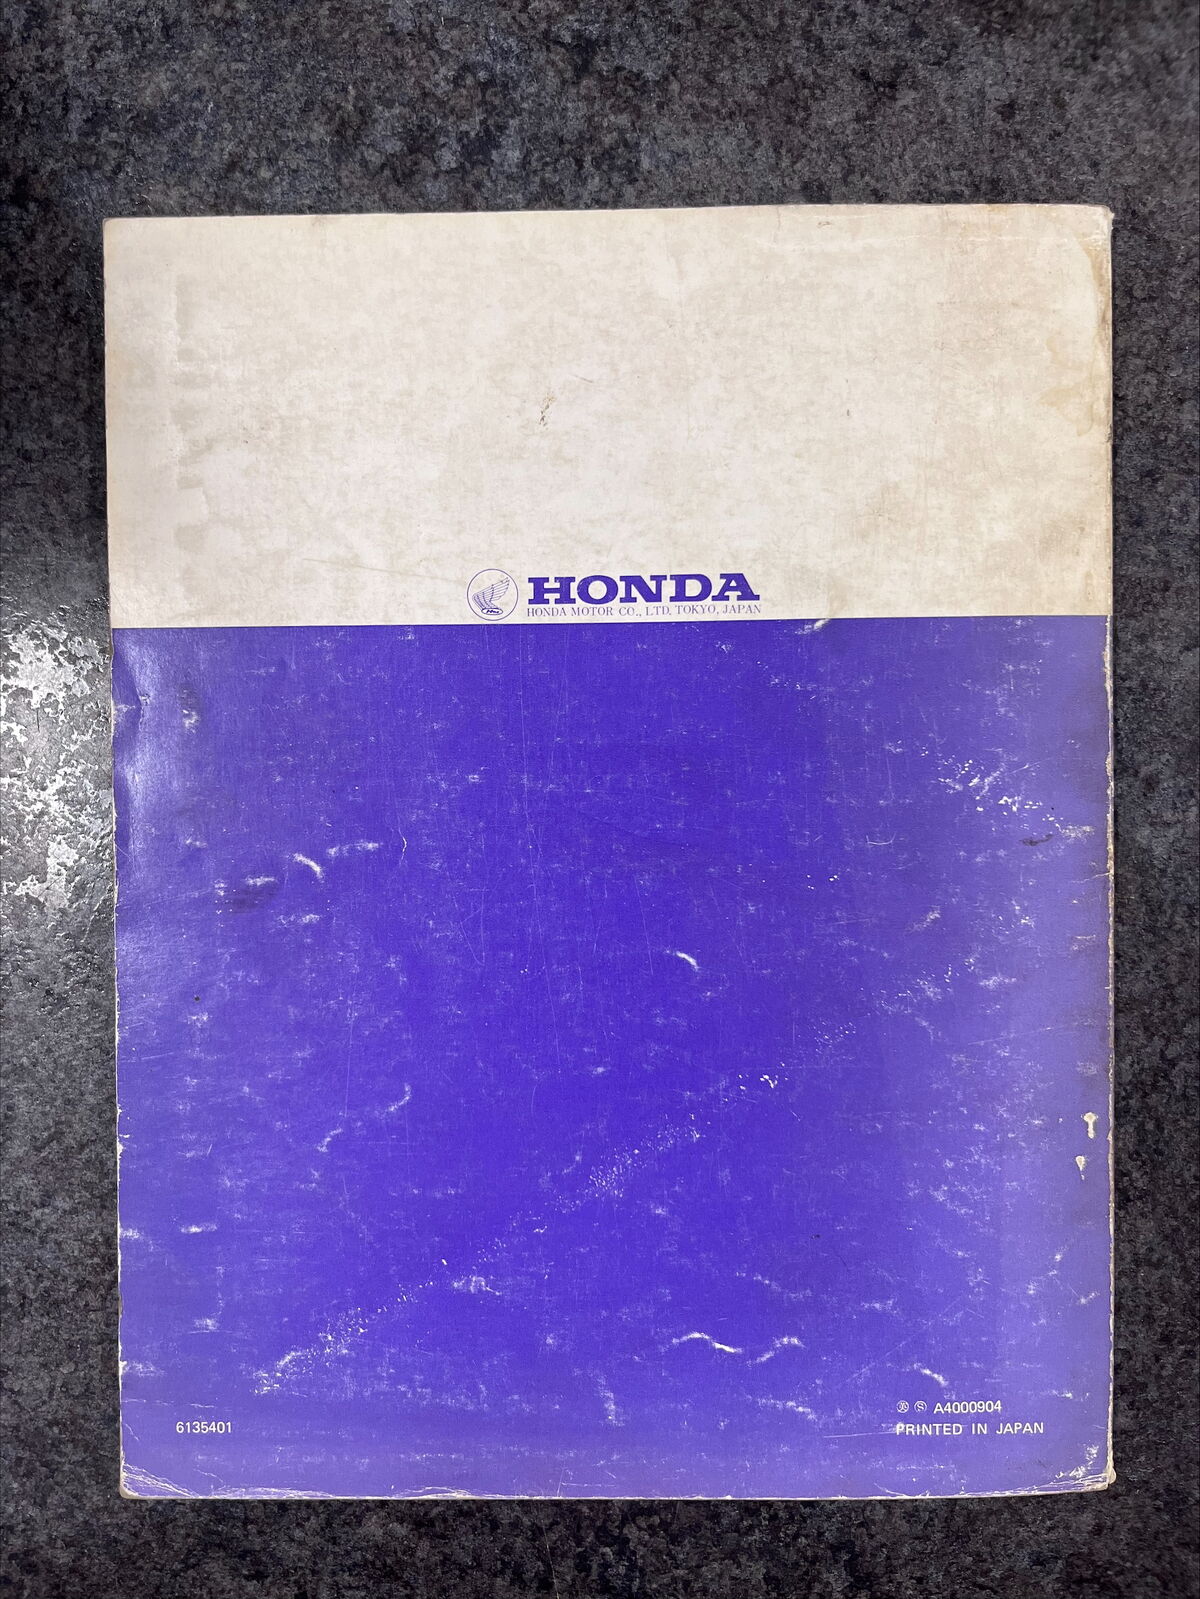 HONDA
HONDA MOTOR CO., LTD. TOKYO, JAPAN
A4000904
6135401
PRINTED IN JAPAN